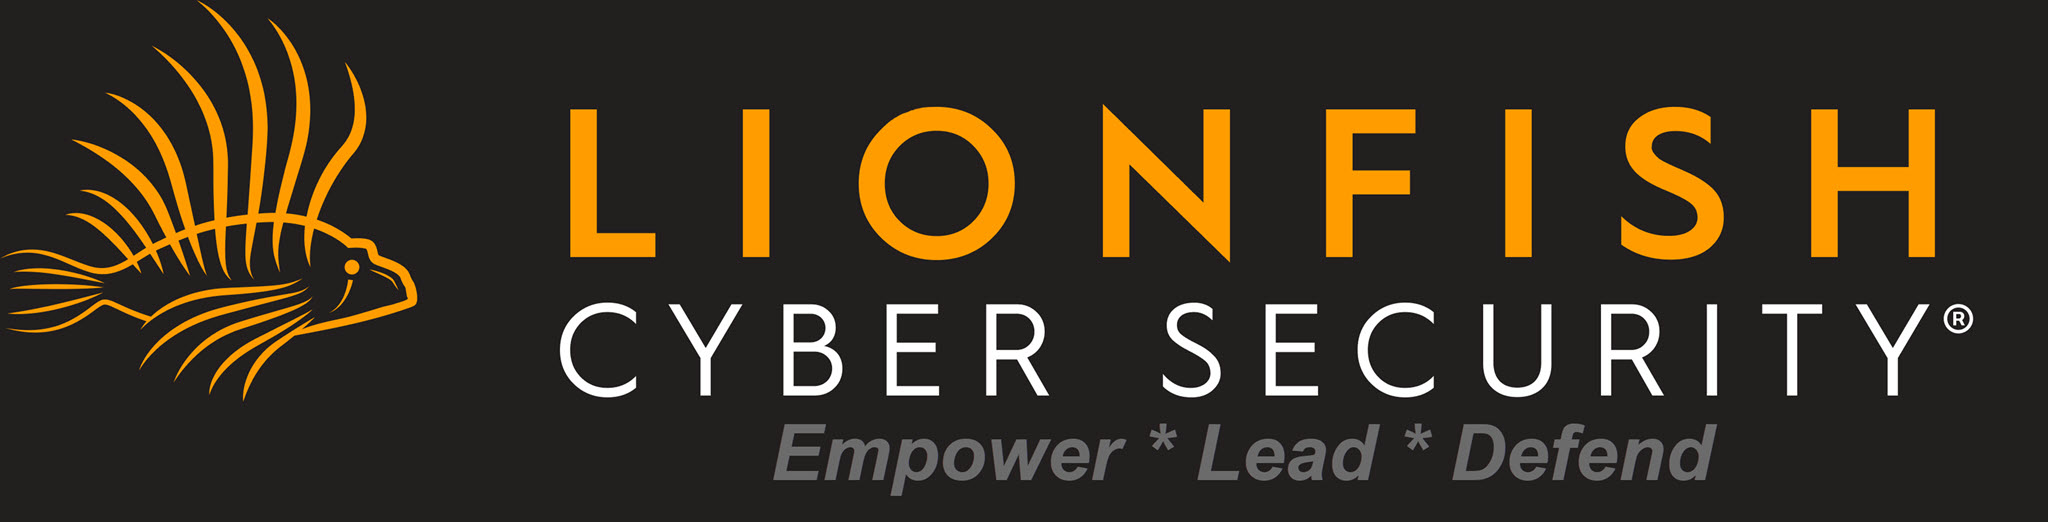 LIONFISH
CYBER SECURITY®
Empower * Lead * Defend